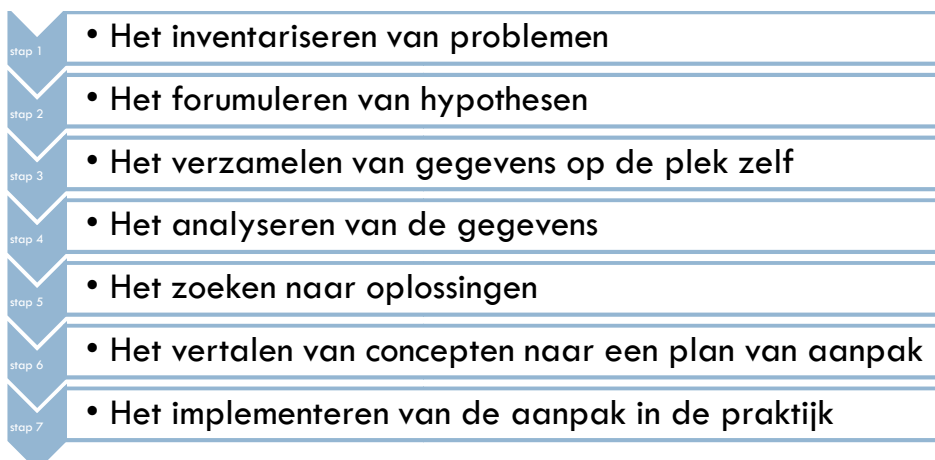 stap 1
• Het inventariseren van problemen
stap 2
• Het forumuleren van hypothesen
stap 3
• Het verzamelen van gegevens op de plek zelf
stap 4
• Het analyseren van de gegevens
stap 5
• Het zoeken naar oplossingen
stap 6
• Het vertalen van concepten naar een plan van aanpak
stap 7
• Het implementeren van de aanpak in de praktijk